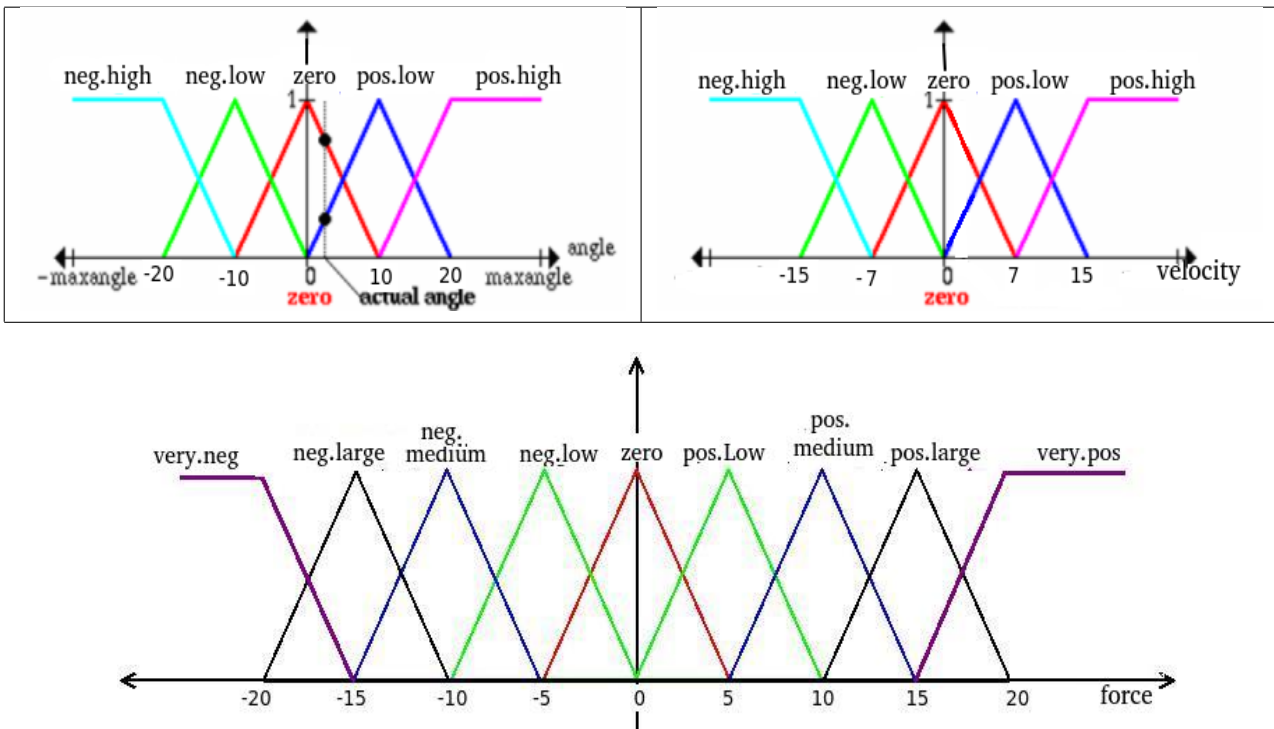 neg.high neg.low zero pos.low pos.high
1
-maxangle -20 -10 0 10 20 maxangle angle
zero actual angle
neg.high neg.low zero pos.low pos.high
1
-15 -7 0 7 15 velocity
zero
very.neg neg.large neg. medium neg.low zero pos.Low pos. medium pos.large very.pos
-20 -15 -10 -5 0 5 10 15 20 force